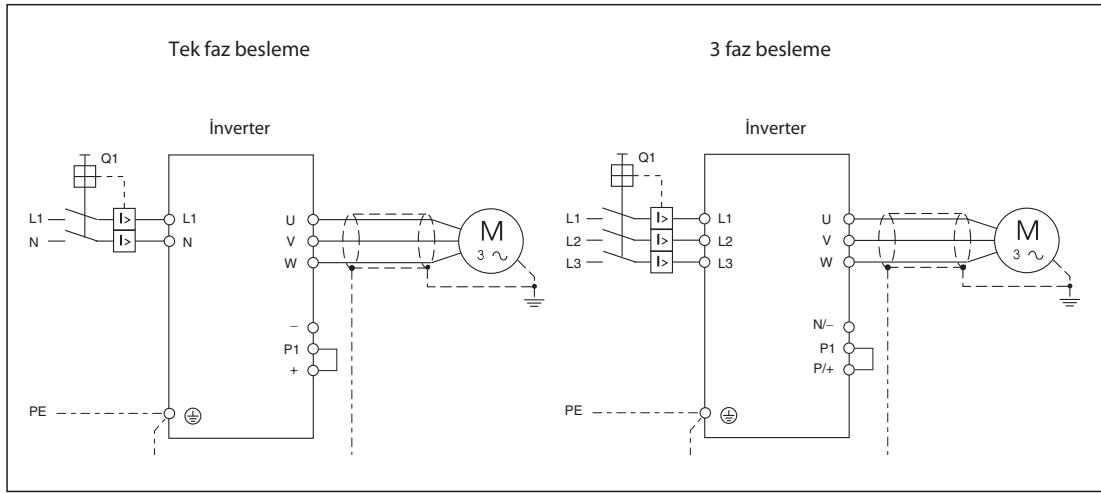 Tek faz besleme
İnverter
Q1
L1 I> L1
N I> N
U
V
W
M
3 ∼
–
P1
+
PE
3 faz besleme
İnverter
Q1
L1 I> L1
L2 I> L2
L3 I> L3
U
V
W
M
3 ∼
N/–
P1
P/+
PE